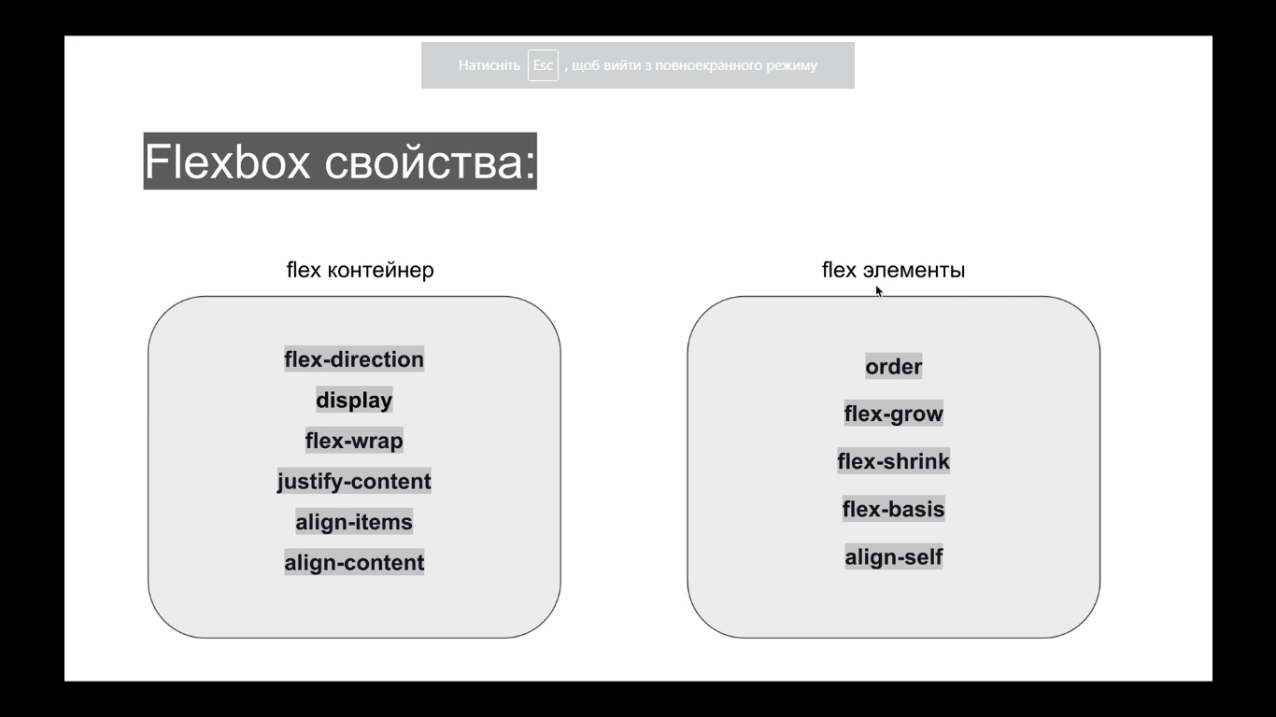 Натисніть Esc , щоб вийти з повноекранного режиму
Flexbox свойства:
flex контейнер
flex-direction
display
flex-wrap
justify-content
align-items
align-content
flex элементы
order
flex-grow
flex-shrink
flex-basis
align-self